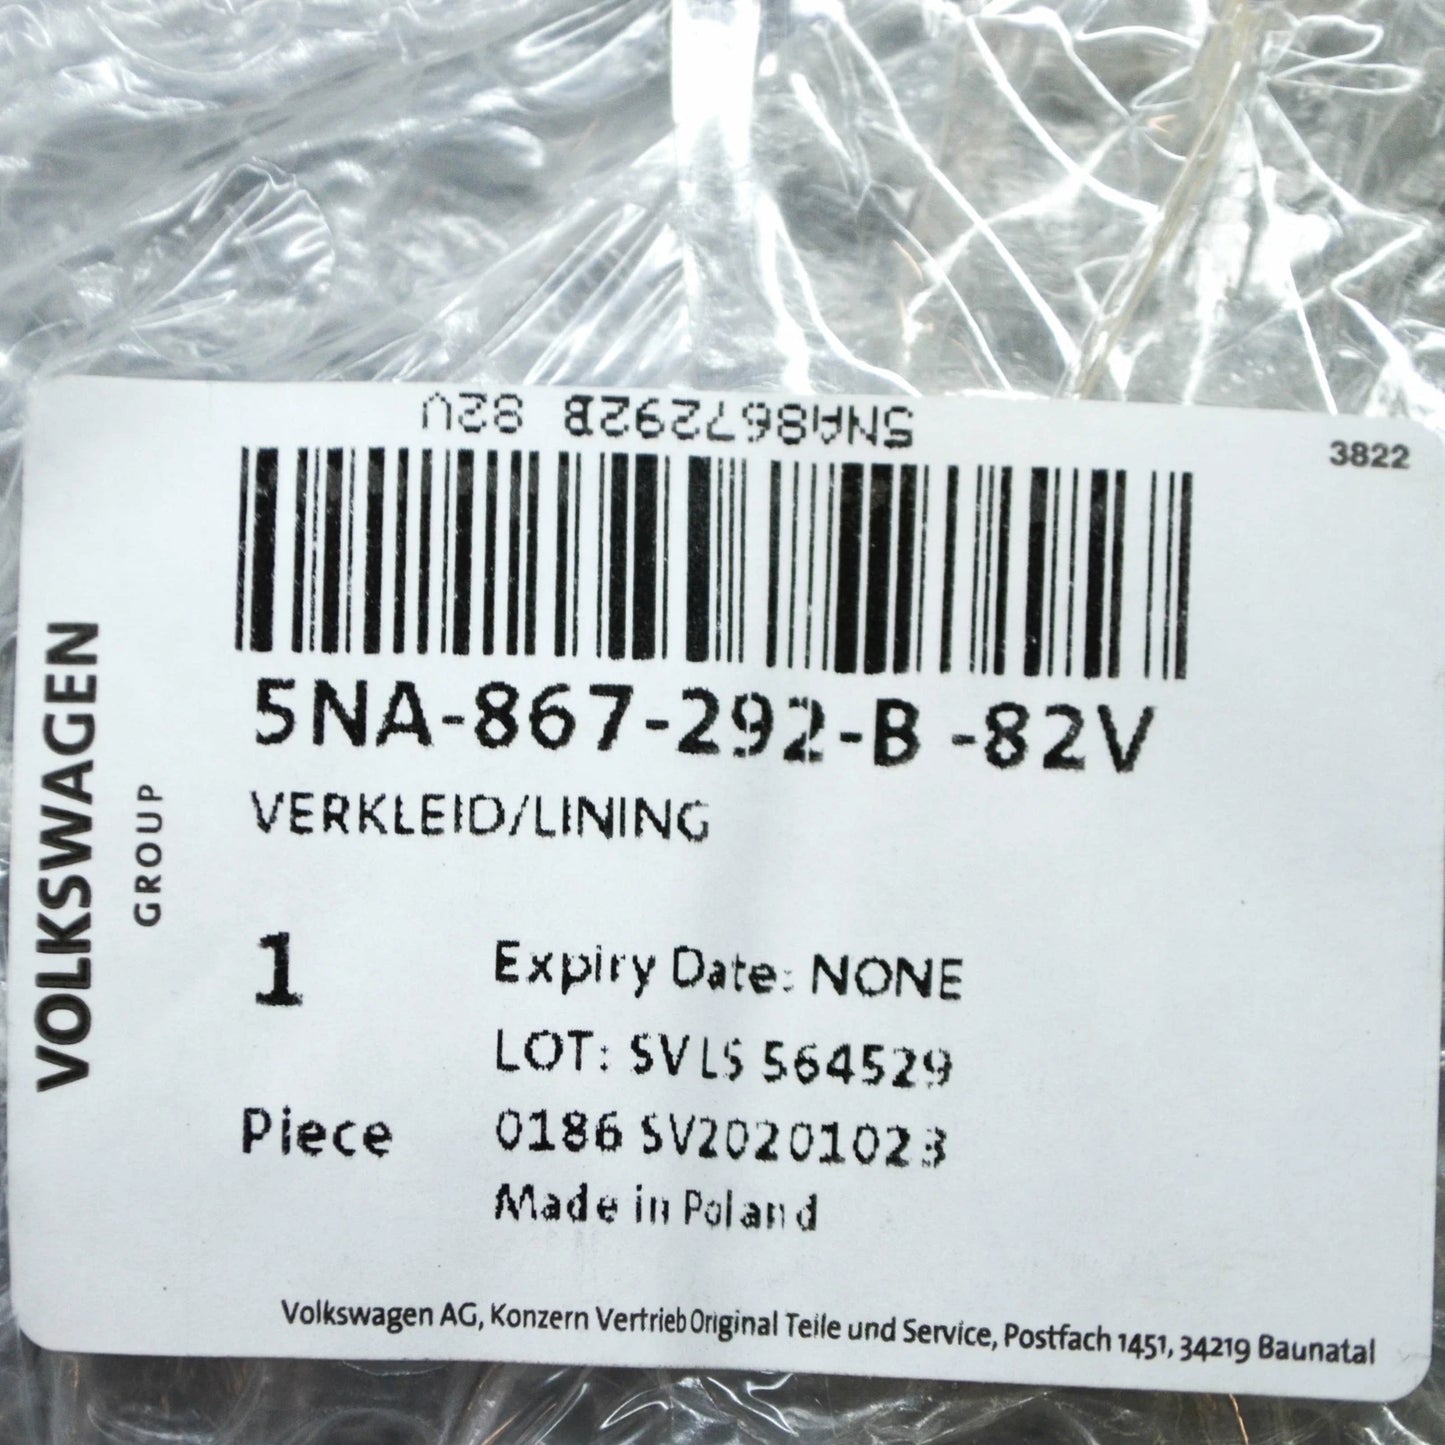 5NA867292B 82V
3822
5NA-867-292-B -82V
VERKLEID/LINING
VOLKSWAGEN
GROUP
1
Piece
Expiry Date: NONE
LOT: SVLS 564529
0186 SV20201023
Made in Poland
Volkswagen AG, Konzern Vertrieb Original Teile und Service, Postfach 1451, 34219 Baunatal